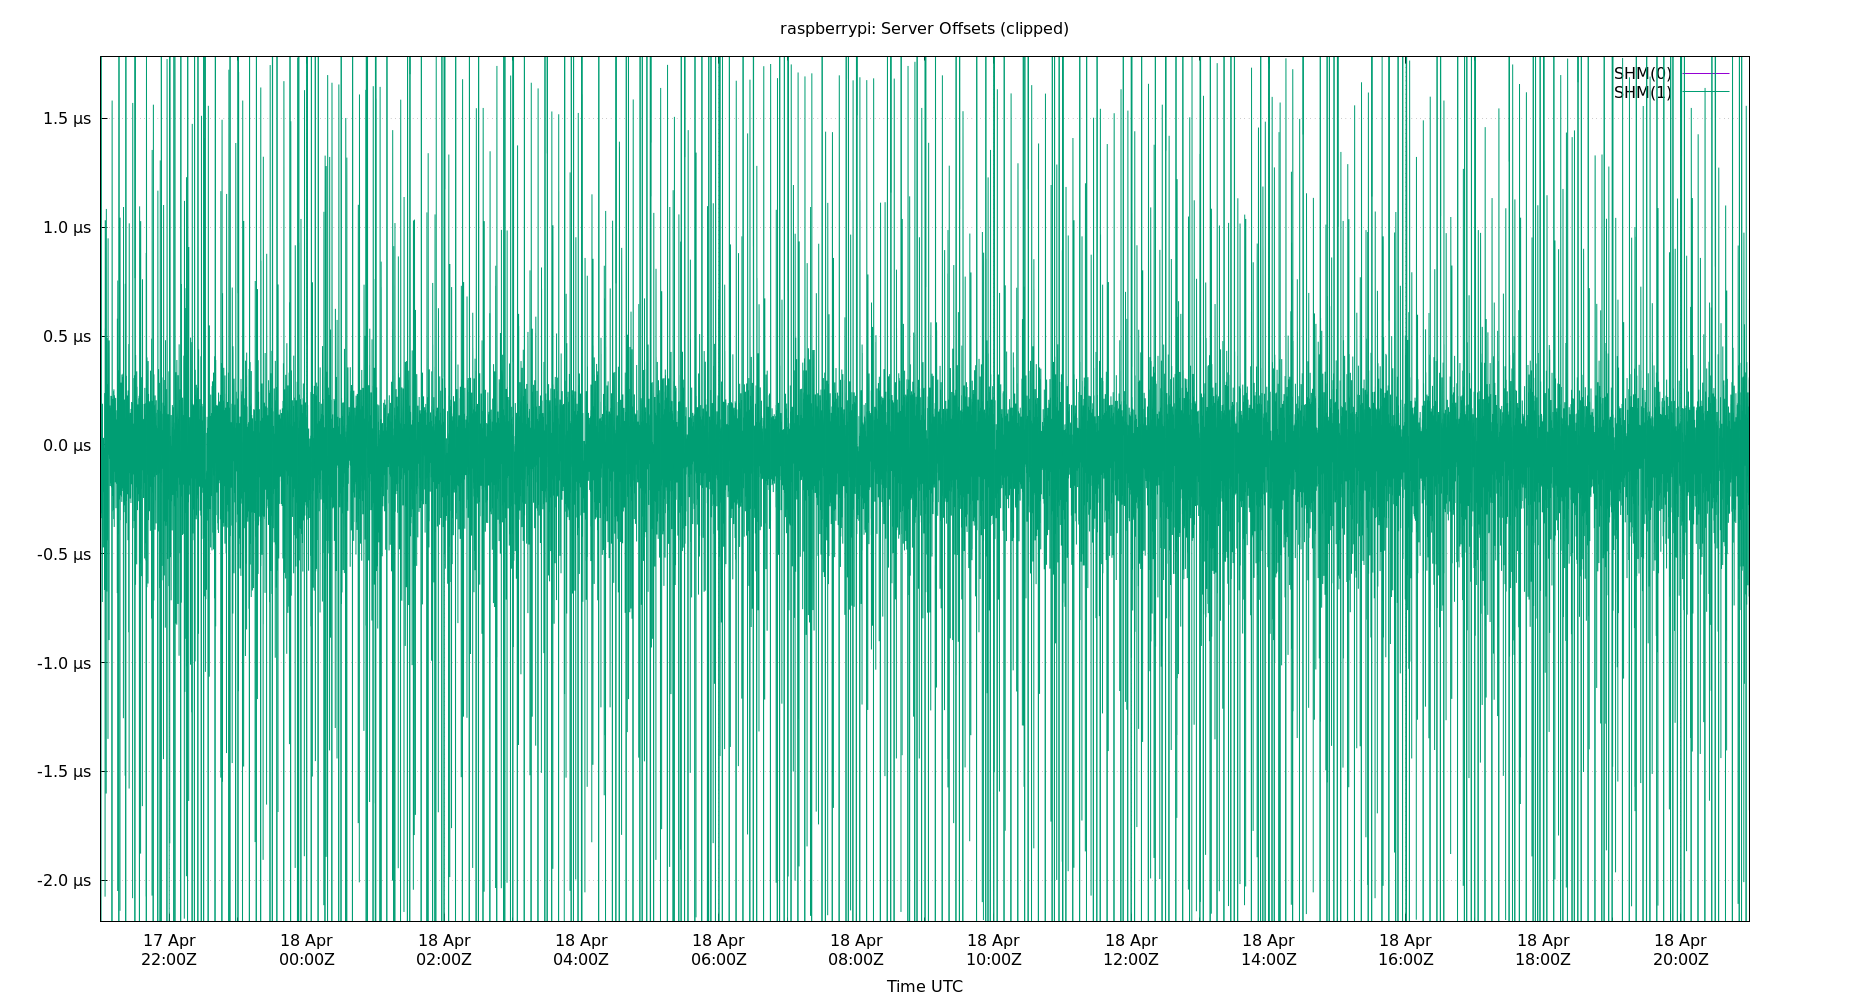 raspberrypi: Server Offsets (clipped)
SHM(0)
SHM(1)
1.5 µs
1.0 µs
0.5 µs
0.0 µs
-0.5 µs
-1.0 µs
-1.5 µs
-2.0 µs
17 Apr 18 Apr 18 Apr 18 Apr 18 Apr 18 Apr 18 Apr 18 Apr 18 Apr 18 Apr 18 Apr 18 Apr
22:00Z 00:00Z 02:00Z 04:00Z 06:00Z 08:00Z 10:00Z 12:00Z 14:00Z 16:00Z 18:00Z 20:00Z
Time UTC